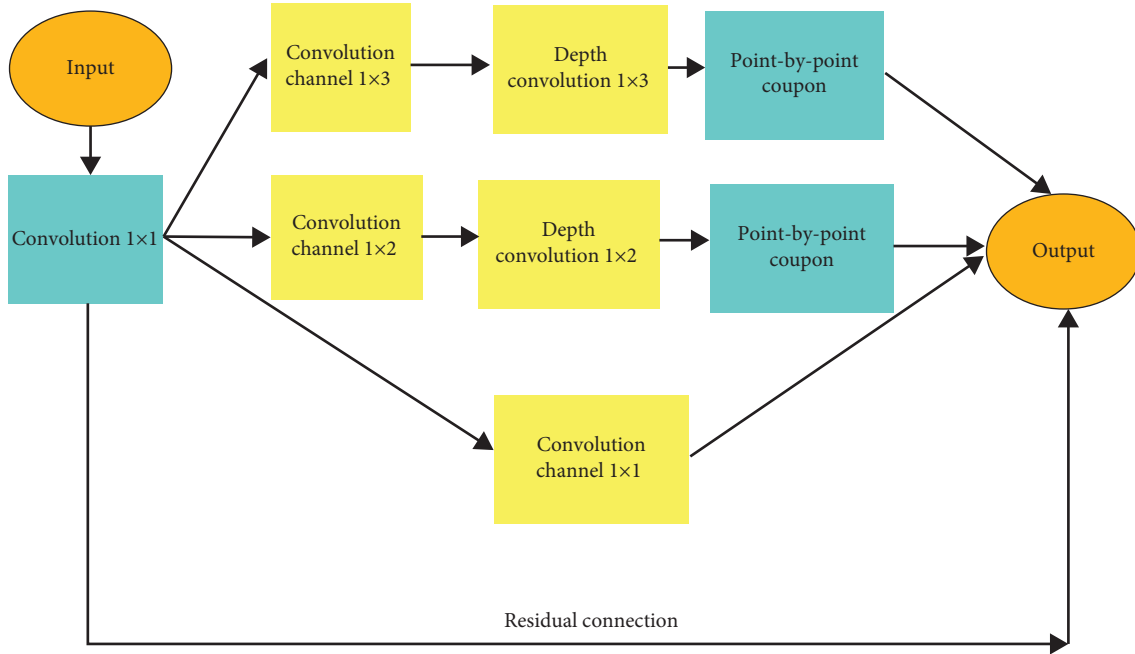 Input
Convolution
channel 1×3
Depth
convolution 1×3
Point-by-point
coupon
Convolution 1×1
Convolution
channel 1×2
Depth
convolution 1×2
Point-by-point
coupon
Output
Convolution
channel 1×1
Residual connection